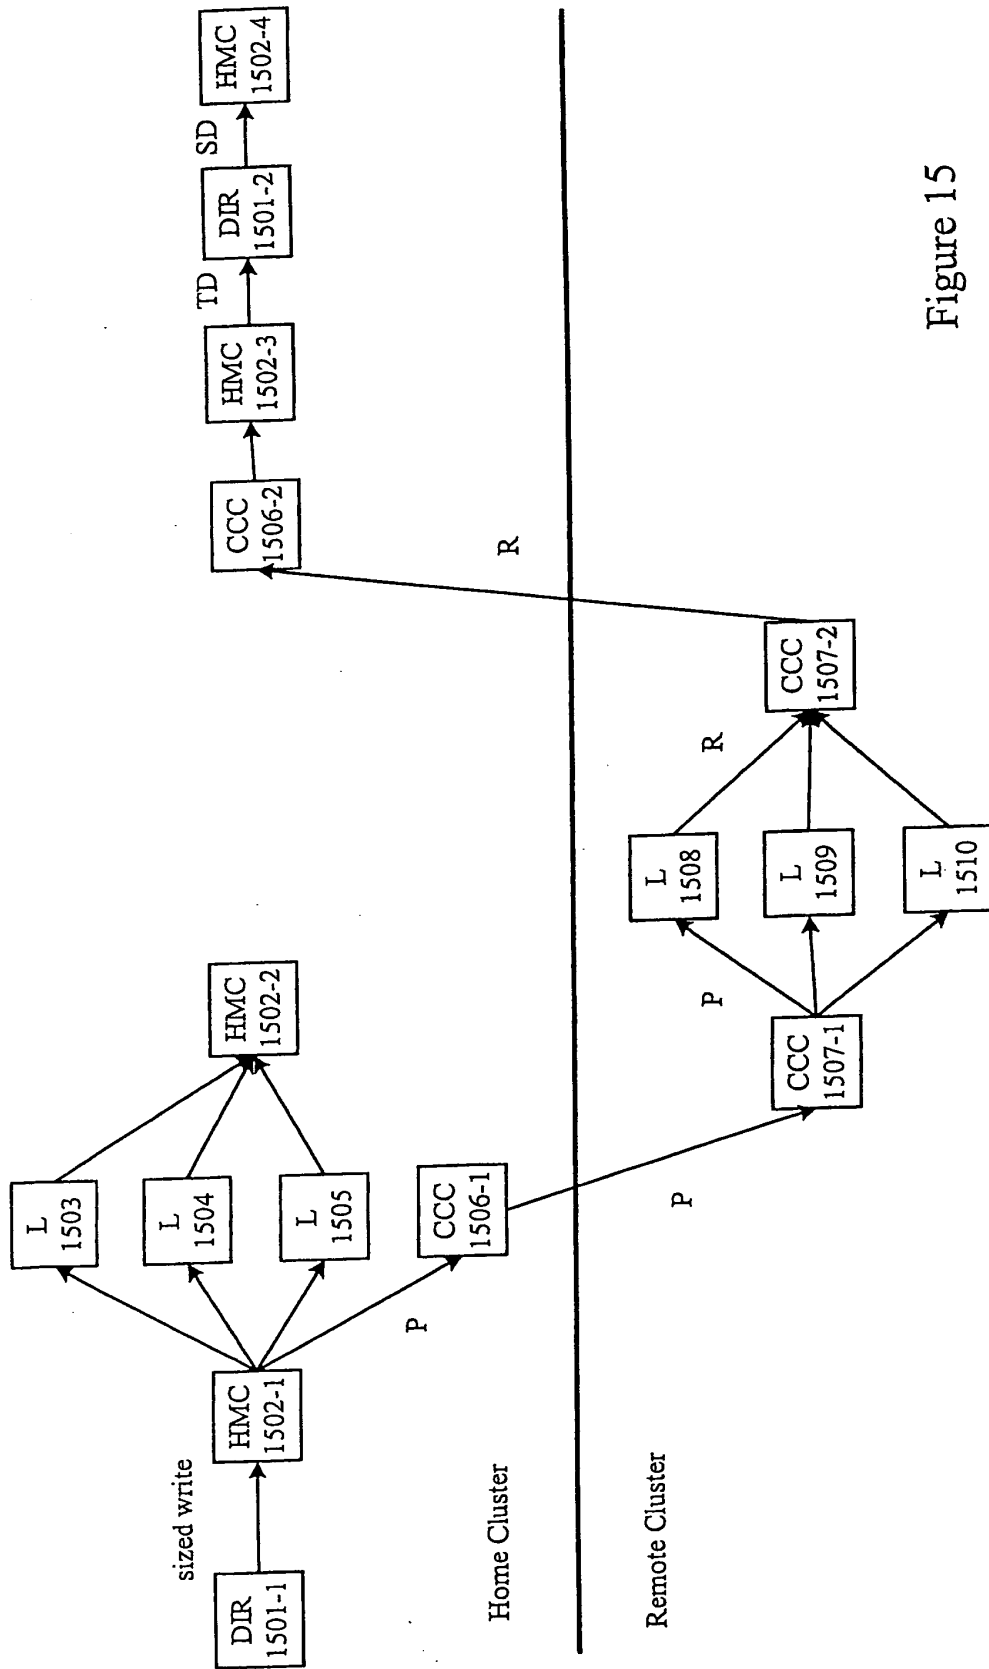 DIR
1501-1
sized write
HMC
1502-1
P
L
1503
L
1504
L
1505
CCC
1506-1
HMC
1502-2
CCC
1506-2
HMC
1502-3
TD
DIR
1501-2
SD
HMC
1502-4
Home Cluster
Remote Cluster
P
R
CCC
1507-1
P
L
1508
L
1509
L
1510
R
CCC
1507-2
Figure 15